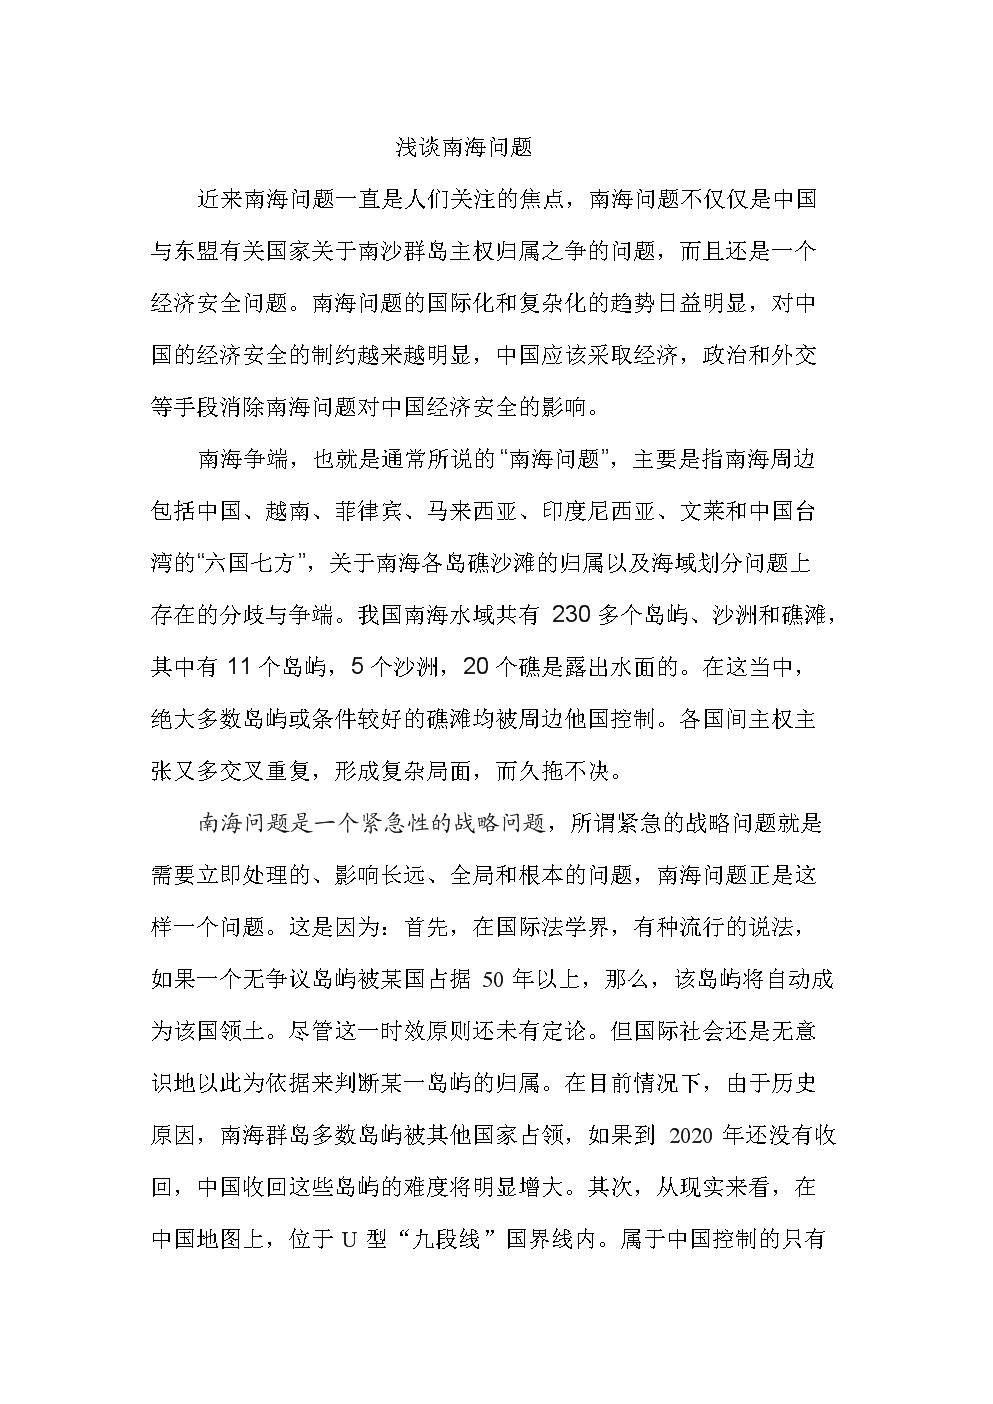 浅谈南海问题
近来南海问题一直是人们关注的焦点，南海问题不仅仅是中国
与东盟有关国家关于南沙群岛主权归属之争的问题，而且还是一个
经济安全问题。南海问题的国际化和复杂化的趋势日益明显，对中
国的经济安全的制约越来越明显，中国应该采取经济，政治和外交
等手段消除南海问题对中国经济安全的影响。
南海争端，也就是通常所说的“南海问题”，主要是指南海周边
包括中国、越南、菲律宾、马来西亚、印度尼西亚、文莱和中国台
湾的“六国七方”，关于南海各岛礁沙滩的归属以及海域划分问题上
存在的分歧与争端。我国南海水域共有 230 多个岛屿、沙洲和礁滩，
其中有 11 个岛屿，5 个沙洲，20 个礁是露出水面的。在这当中，
绝大多数岛屿或条件较好的礁滩均被周边他国控制。各国间主权主
张又多交叉重复，形成复杂局面，而久拖不决。
南海问题是一个紧急性的战略问题，所谓紧急的战略问题就是
需要立即处理的、影响长远、全局和根本的问题，南海问题正是这
样一个问题。这是因为：首先，在国际法学界，有种流行的说法，
如果一个无争议岛屿被某国占据 50 年以上，那么，该岛屿将自动成
为该国领土。尽管这一时效原则还未有定论。但国际社会还是无意
识地以此为依据来判断某一岛屿的归属。在目前情况下，由于历史
原因，南海群岛多数岛屿被其他国家占领，如果到 2020 年还没有收
回，中国收回这些岛屿的难度将明显增大。其次，从现实来看，在
中国地图上，位于 U 型“九段线”国界线内。属于中国控制的只有